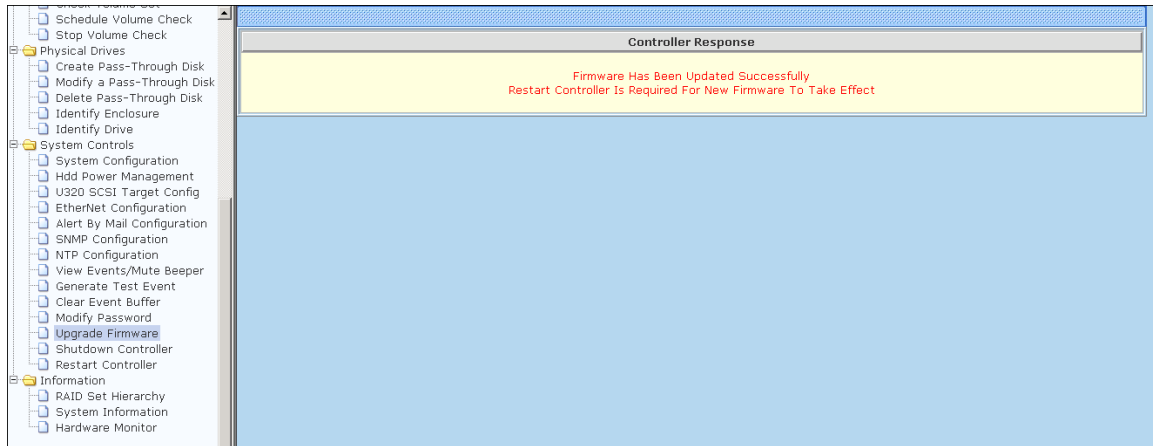 Check Volume Set
Schedule Volume Check
Stop Volume Check
Physical Drives
Create Pass-Through Disk
Modify a Pass-Through Disk
Delete Pass-Through Disk
Identify Enclosure
Identify Drive
System Controls
System Configuration
Hdd Power Management
U320 SCSI Target Config
EtherNet Configuration
Alert By Mail Configuration
SNMP Configuration
NTP Configuration
View Events/Mute Beeper
Generate Test Event
Clear Event Buffer
Modify Password
Upgrade Firmware
Shutdown Controller
Restart Controller
Information
RAID Set Hierarchy
System Information
Hardware Monitor
Controller Response
Firmware Has Been Updated Successfully
Restart Controller Is Required For New Firmware To Take Effect